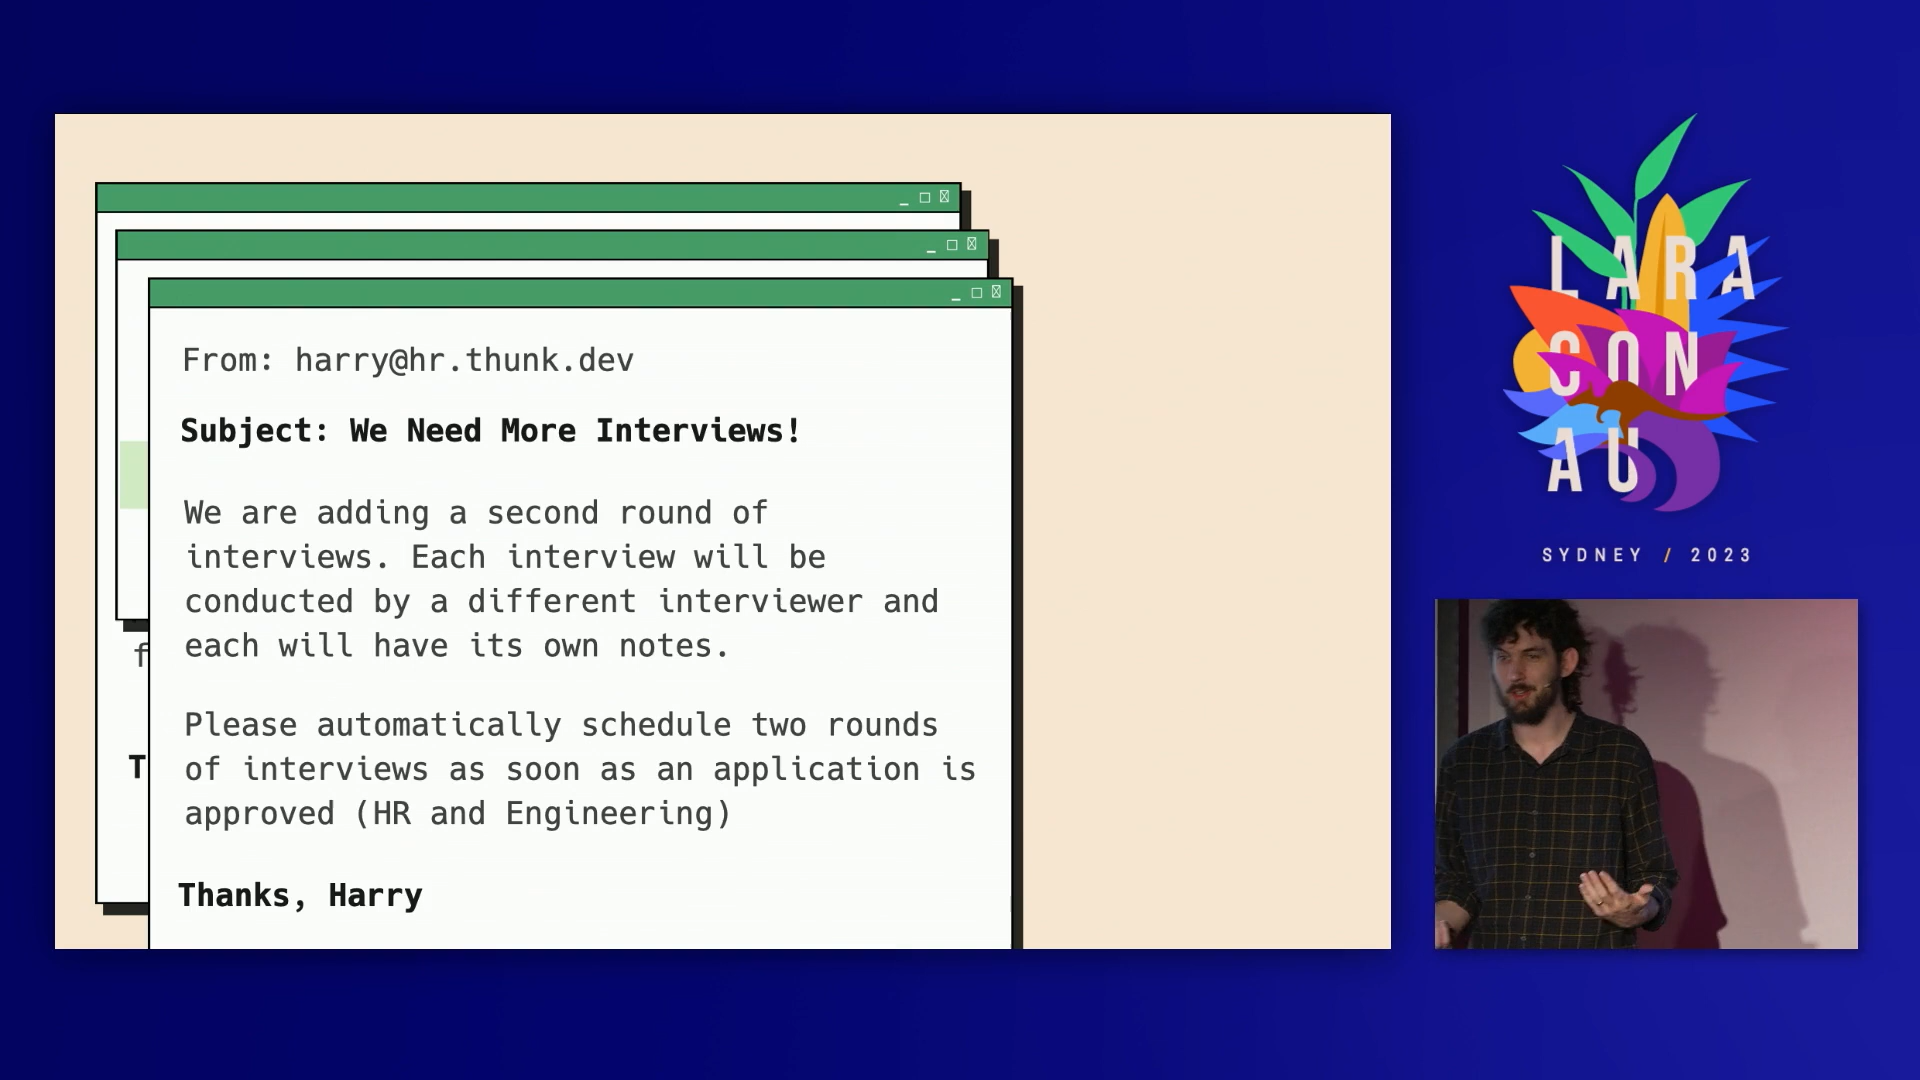 From: harry@hr.thunk.dev
Subject: We Need More Interviews!
We are adding a second round of
interviews. Each interview will be
conducted by a different interviewer and
each will have its own notes.
Please automatically schedule two rounds
of interviews as soon as an application is
approved (HR and Engineering)
Thanks, Harry
f
T
LARA
CON
AU
SYDNEY / 2023